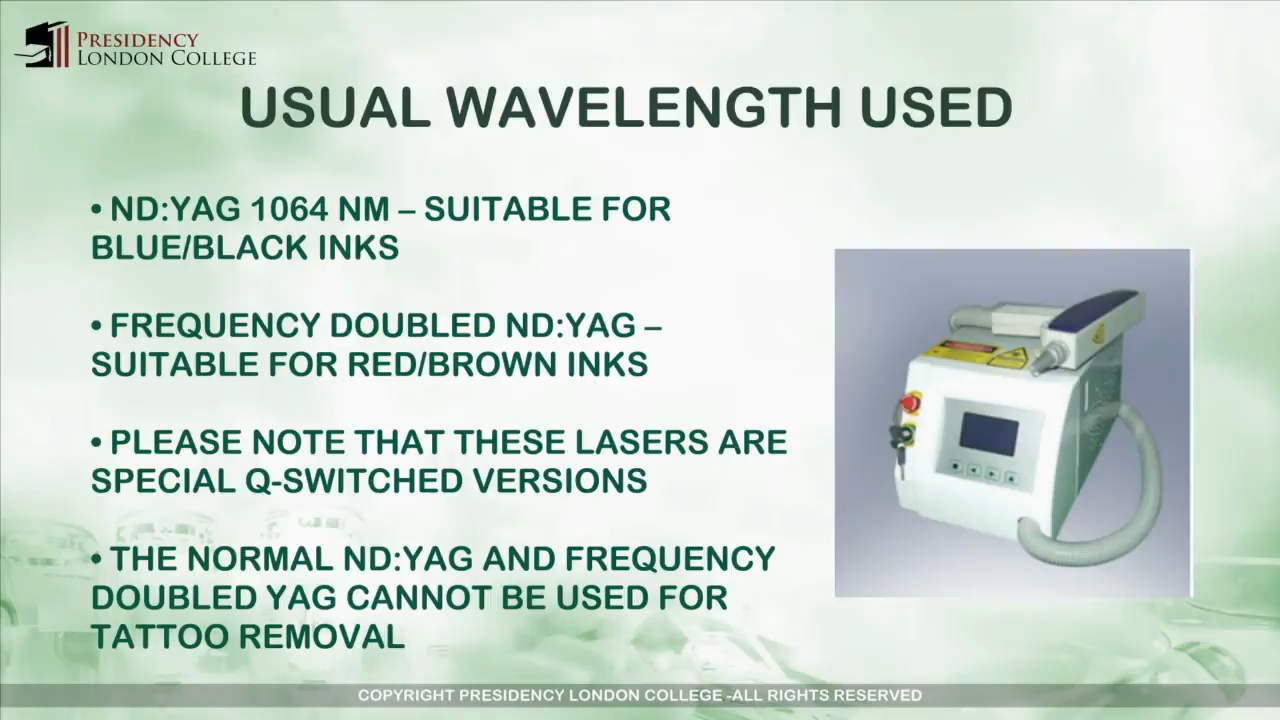 PRESIDENCY
LONDON COLLEGE
USUAL WAVELENGTH USED
• ND:YAG 1064 NM – SUITABLE FOR
BLUE/BLACK INKS
• FREQUENCY DOUBLED ND:YAG –
SUITABLE FOR RED/BROWN INKS
• PLEASE NOTE THAT THESE LASERS ARE
SPECIAL Q-SWITCHED VERSIONS
• THE NORMAL ND:YAG AND FREQUENCY
DOUBLED YAG CANNOT BE USED FOR
TATTOO REMOVAL
COPYRIGHT PRESIDENCY LONDON COLLEGE -ALL RIGHTS RESERVED